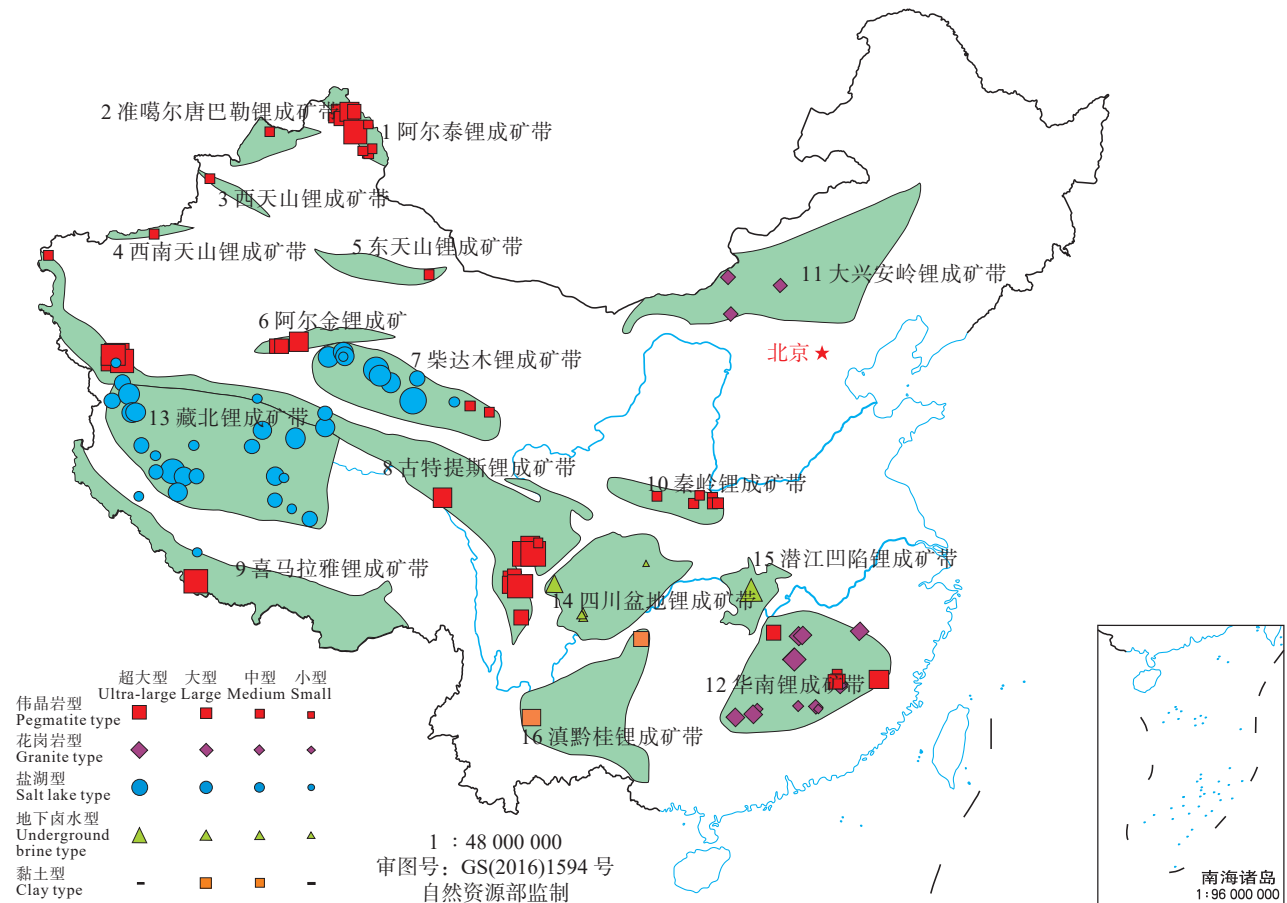 2 准噶尔唐巴勒锂成矿带
1 阿尔泰锂成矿带
3 西天山锂成矿带
4 西南天山锂成矿带
5 东天山锂成矿带
11 大兴安岭锂成矿带
6 阿尔金锂成矿
7 柴达木锂成矿带
北京
13 藏北锂成矿带
8 古特提斯锂成矿带
10 秦岭锂成矿带
9 喜马拉雅锂成矿带
15 潜江凹陷锂成矿带
14 四川盆地锂成矿带
12 华南锂成矿带
16 滇黔桂锂成矿带
超大型 大型 中型 小型
Ultra-large Large Medium Small
伟晶岩型
Pegmatite type
花岗岩型
Granite type
盐湖型
Salt lake type
地下卤水型
Underground
brine type
黏土型
Clay type
1 : 48 000 000
审图号: GS(2016)1594 号
自然资源部监制
南海诸岛
1:96 000 000